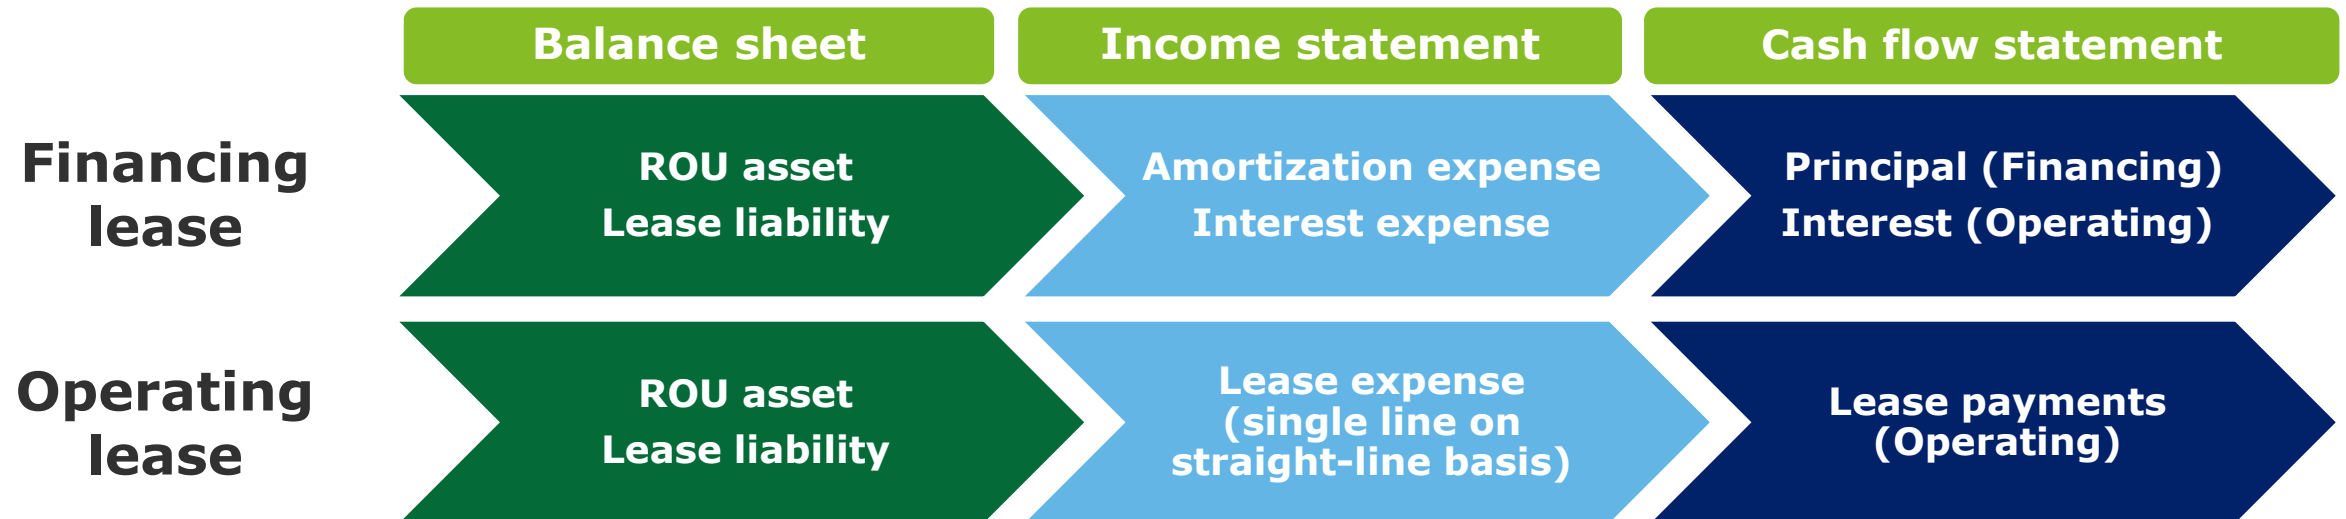 Balance sheet
Income statement
Cash flow statement
Financing
lease
ROU asset
Lease liability
Amortization expense
Interest expense
Principal (Financing)
Interest (Operating)
Operating
lease
ROU asset
Lease liability
Lease expense
(single line on
straight-line basis)
Lease payments
(Operating)